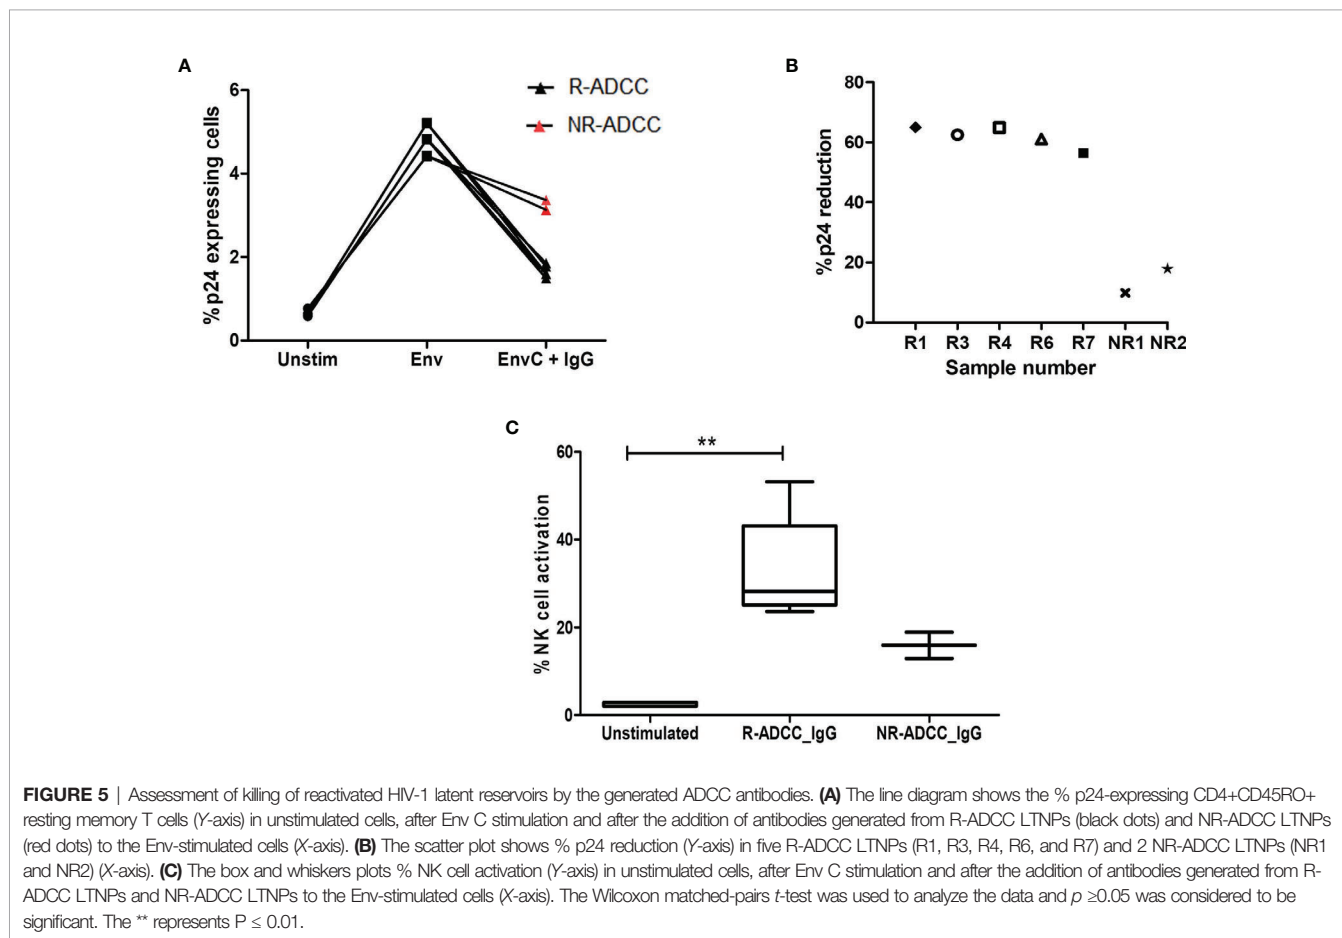 A
%p24 expressing cells
6
4
2
0
Unstim
Env
EnvC + IgG
R-ADCC
NR-ADCC
B
%p24 reduction
80
60
40
20
0
R1 R3 R4 R6 R7 NR1 NR2
Sample number
C
% NK cell activation
60
40
20
0
**
Unstimulated
R-ADCC_IgG
NR-ADCC_IgG
FIGURE 5 | Assessment of killing of reactivated HIV-1 latent reservoirs by the generated ADCC antibodies. (A) The line diagram shows the % p24-expressing CD4+CD45RO+
resting memory T cells (Y-axis) in unstimulated cells, after Env C stimulation and after the addition of antibodies generated from R-ADCC LTNPs (black dots) and NR-ADCC LTNPs
(red dots) to the Env-stimulated cells (X-axis). (B) The scatter plot shows % p24 reduction (Y-axis) in five R-ADCC LTNPs (R1, R3, R4, R6, and R7) and 2 NR-ADCC LTNPs (NR1
and NR2) (X-axis). (C) The box and whiskers plots % NK cell activation (Y-axis) in unstimulated cells, after Env C stimulation and after the addition of antibodies generated from R-
ADCC LTNPs and NR-ADCC LTNPs to the Env-stimulated cells (X-axis). The Wilcoxon matched-pairs t-test was used to analyze the data and p ≥0.05 was considered to be
significant. The ** represents P ≤ 0.01.